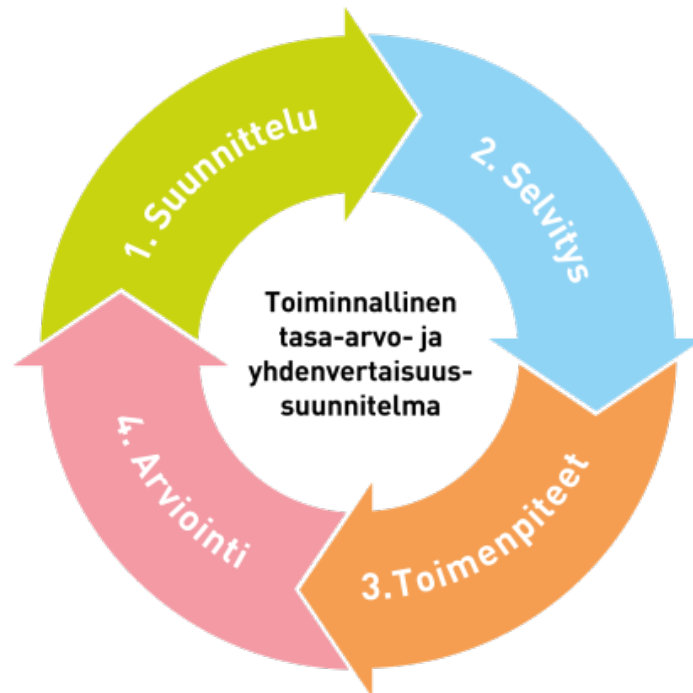 1. Suunnittelu
2. Selvitys
3.Toimenpiteet
4. Arviointi
Toiminnallinen
tasa-arvo- ja
yhdenvertaisuus-
suunnitelma